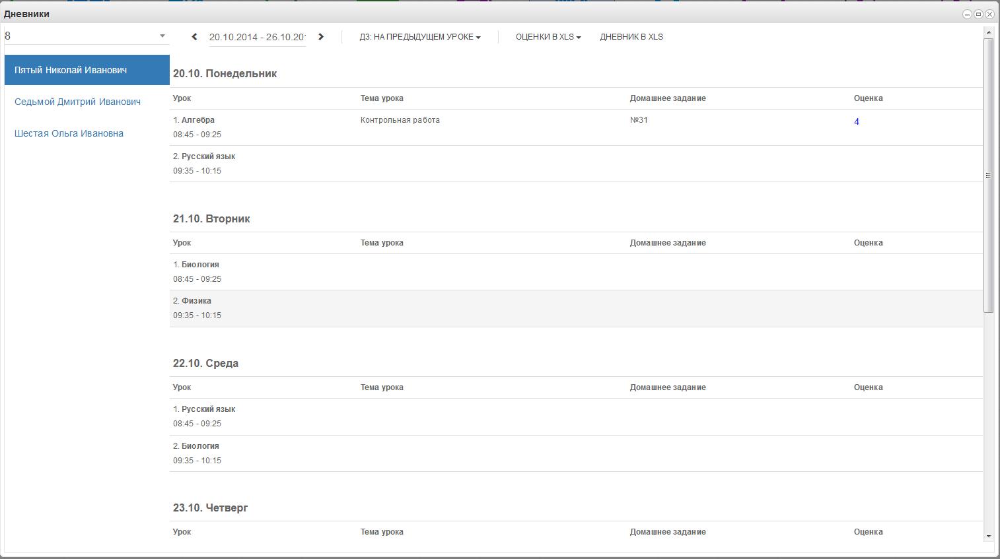 Дневники
8
20.10.2014 - 26.10.20
ДЗ: НА ПРЕДЫДУЩЕМ УРОКЕ
ОЦЕНКИ В XLS
ДНЕВНИК В XLS
Пятый Николай Иванович
Седьмой Дмитрий Иванович
Шестая Ольга Ивановна
20.10. Понедельник
Урок Тема урока Домашнее задание Оценка
1. Алгебра Контрольная работа №31 4
08:45 - 09:25
2. Русский язык
09:35 - 10:15
21.10. Вторник
Урок Тема урока Домашнее задание Оценка
1. Биология
08:45 - 09:25
2. Физика
09:35 - 10:15
22.10. Среда
Урок Тема урока Домашнее задание Оценка
1. Русский язык
08:45 - 09:25
2. Биология
09:35 - 10:15
23.10. Четверг
Урок Тема урока Домашнее задание Оценка